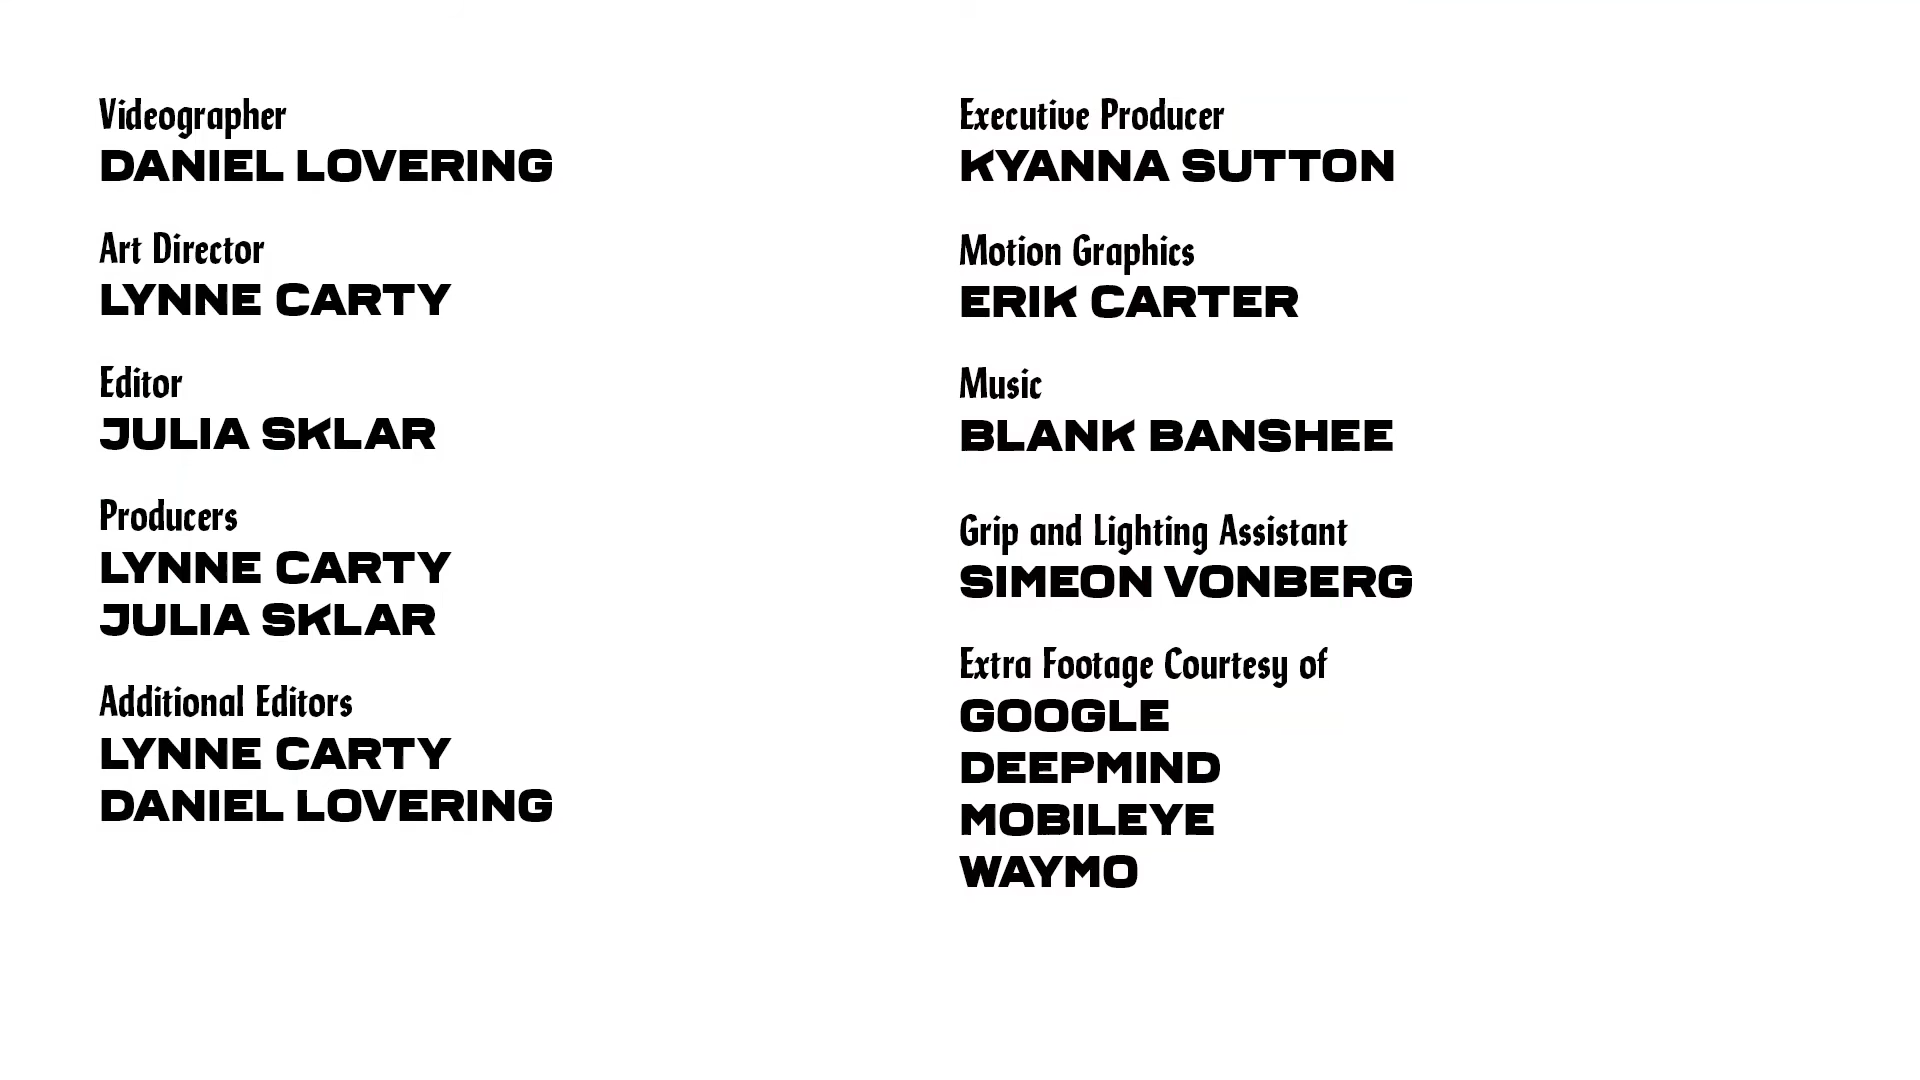 Videographer
DANIEL LOVERING
Art Director
LYNNE CARTY
Editor
JULIA SKLAR
Producers
LYNNE CARTY
JULIA SKLAR
Additional Editors
LYNNE CARTY
DANIEL LOVERING
Executive Producer
KYANNA SUTTON
Motion Graphics
ERIK CARTER
Music
BLANK BANSHEE
Grip and Lighting Assistant
SIMEON VONBERG
Extra Footage Courtesy of
GOOGLE
DEEPMIND
MOBILEYE
WAYMO